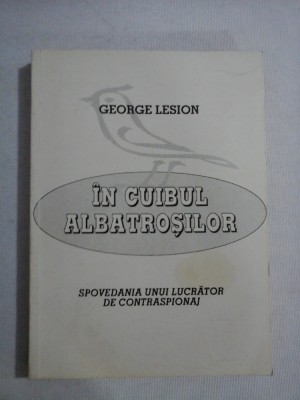 GEORGE LESION
ÎN CUIBUL
ALBATROȘILOR
SPOVEDANIA UNUI LUCRĂTOR
DE CONTRASPIONAJ